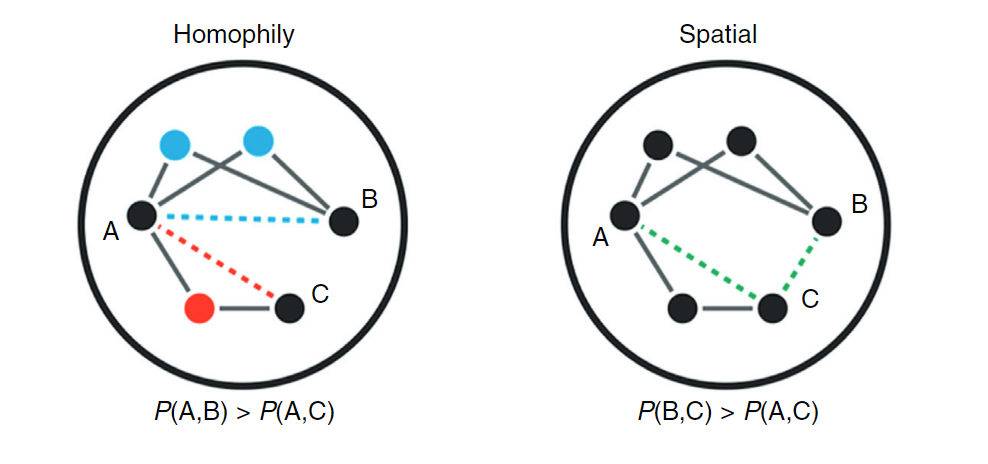 Homophily
A
B
C
P(A,B) > P(A,C)
Spatial
A
B
C
P(B,C) > P(A,C)